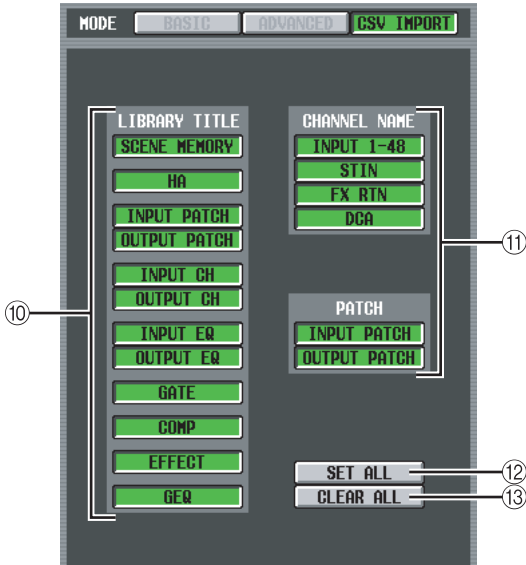 MODE BASIC ADVANCED CSV IMPORT
LIBRARY TITLE
SCENE MEMORY
HA
INPUT PATCH
OUTPUT PATCH
INPUT CH
OUTPUT CH
INPUT EQ
OUTPUT EQ
GATE
COMP
EFFECT
GEQ
⑩
CHANNEL NAME
INPUT 1-48
STIN
FX RTN
DCA
PATCH
INPUT PATCH
OUTPUT PATCH
⑪
SET ALL ⑫
CLEAR ALL ⑬